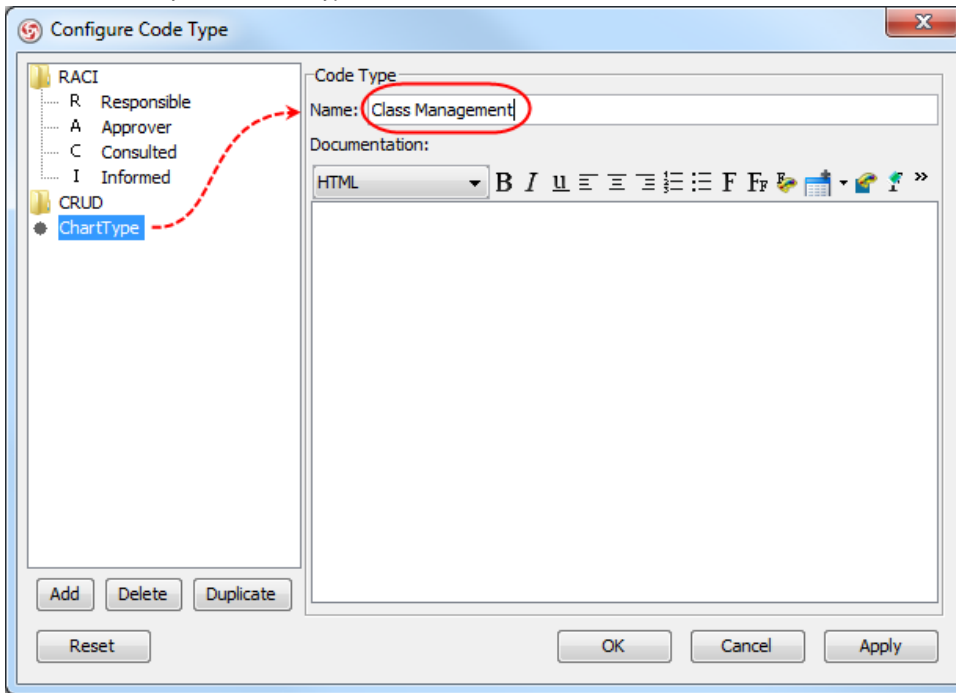 Configure Code Type
RACI
R Responsible
A Approver
C Consulted
I Informed
CRUD
ChartType
Code Type
Name: Class Management
Documentation:
HTML
Add Delete Duplicate
Reset OK Cancel Apply